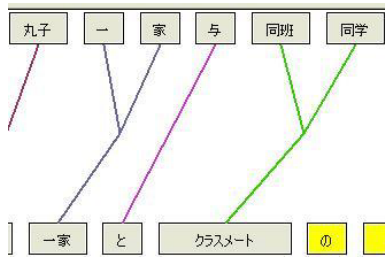 丸子 一 家 与 同班 同学
一家 と クラスメート の